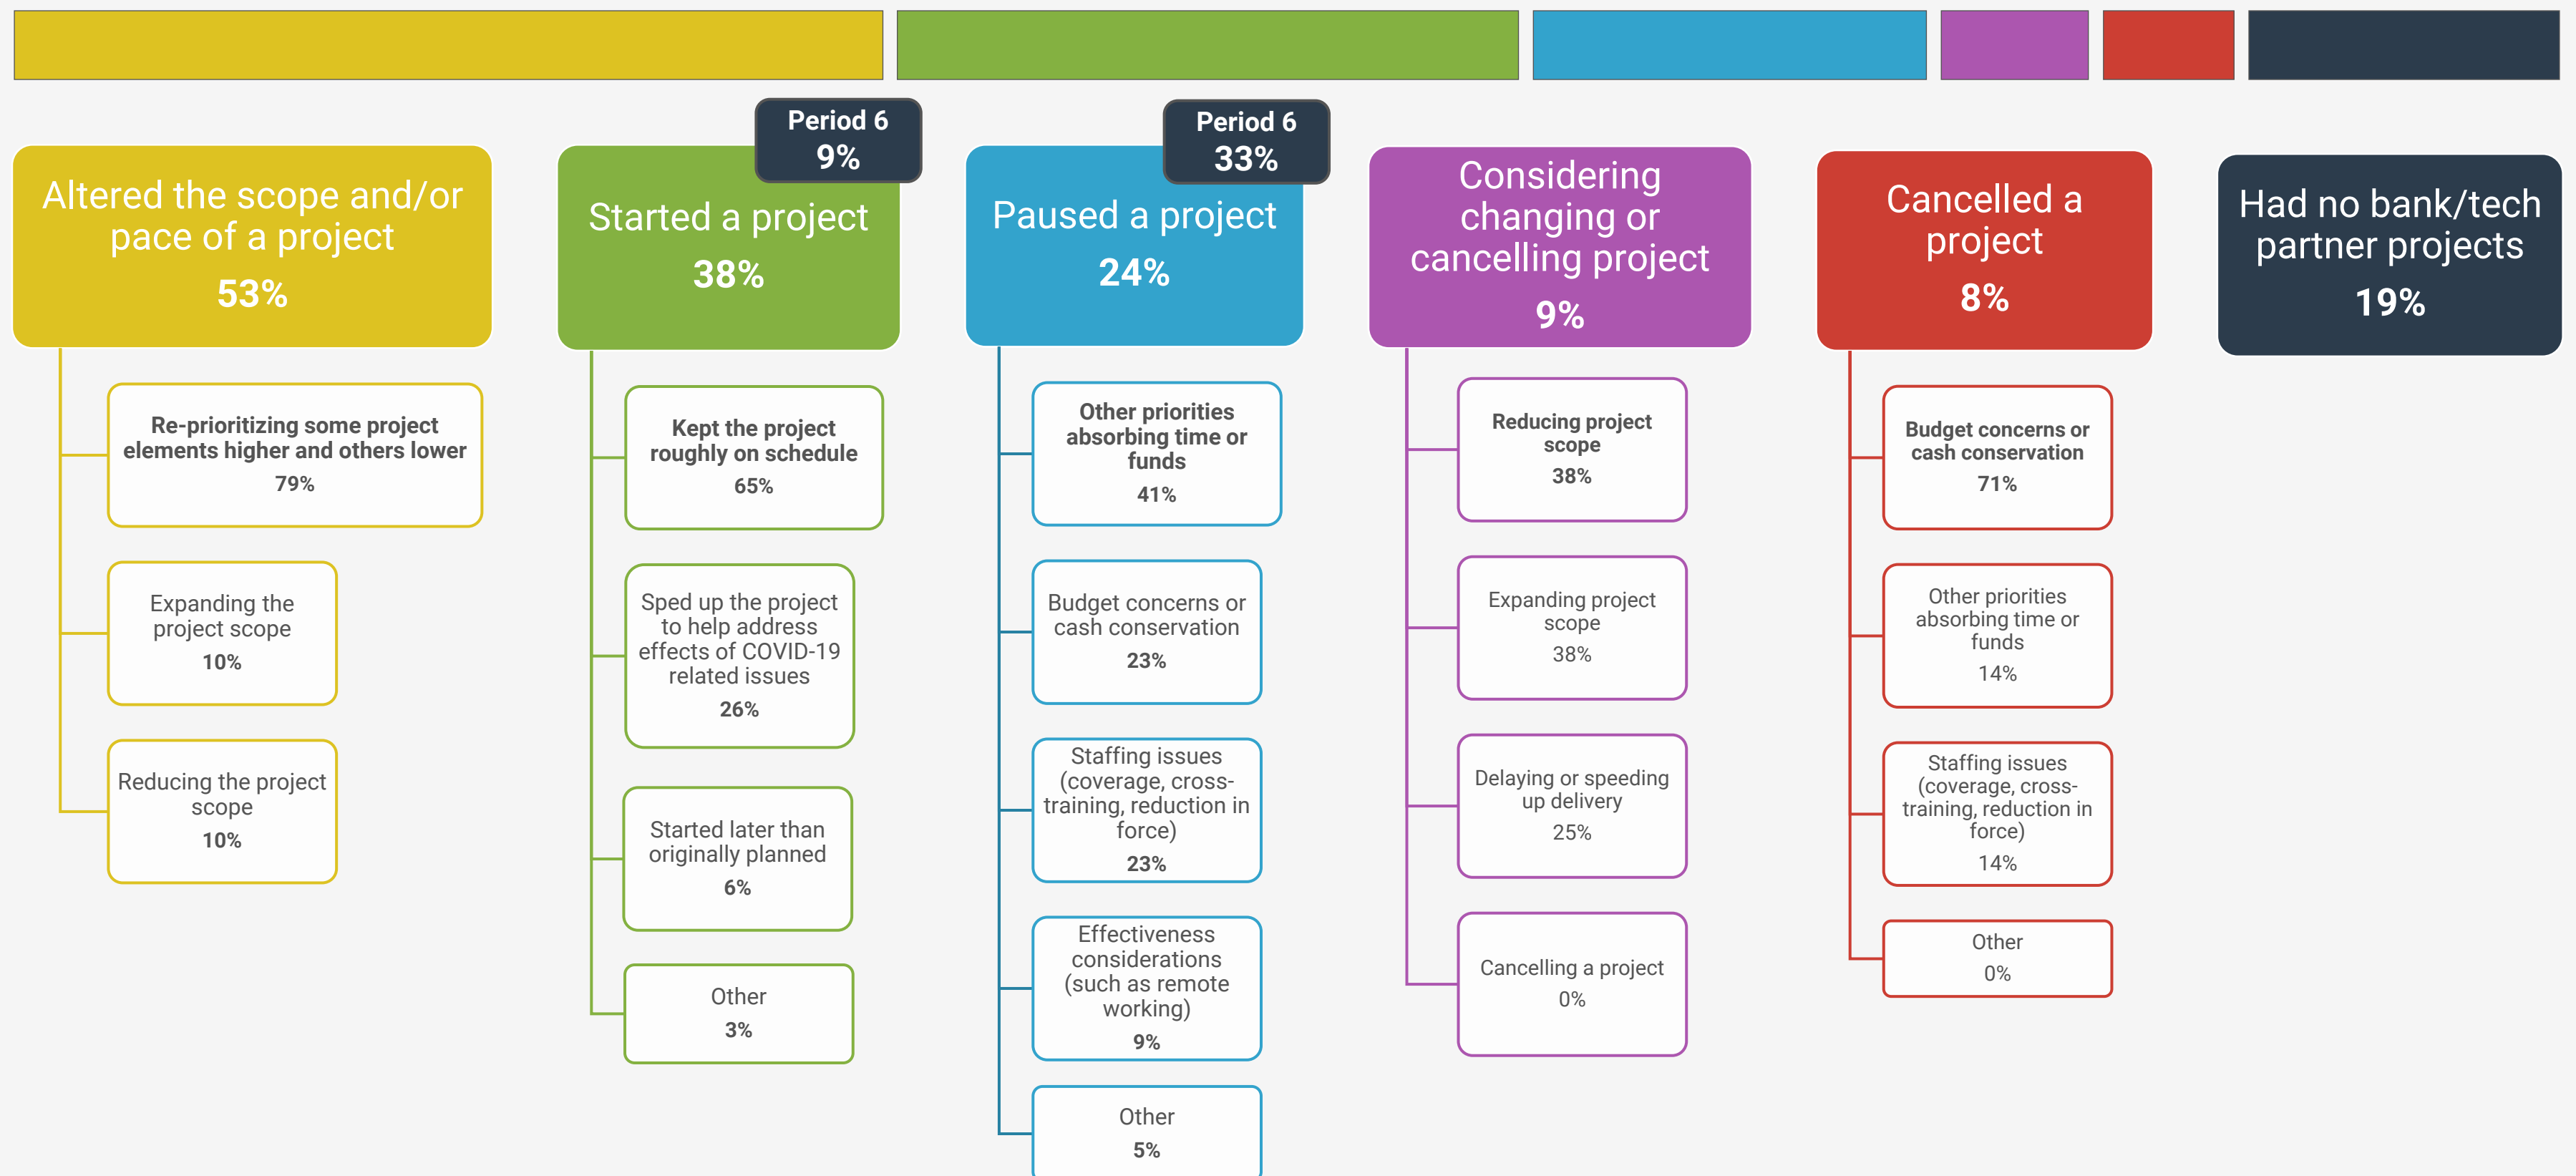 Altered the scope and/or
pace of a project
53%
Re-prioritizing some project
elements higher and others lower
79%
Expanding the
project scope
10%
Reducing the project
scope
10%
Period 6
9%
Started a project
38%
Kept the project
roughly on schedule
65%
Sped up the project
to help address
effects of COVID-19
related issues
26%
Started later than
originally planned
6%
Other
3%
Period 6
33%
Paused a project
24%
Other priorities
absorbing time or
funds
41%
Budget concerns or
cash conservation
23%
Staffing issues
(coverage, cross-
training, reduction in
force)
23%
Effectiveness
considerations
(such as remote
working)
9%
Other
5%
Considering
changing or
cancelling project
9%
Reducing project
scope
38%
Expanding project
scope
38%
Delaying or speeding
up delivery
25%
Cancelling a project
0%
Cancelled a
project
8%
Budget concerns or
cash conservation
71%
Other priorities
absorbing time or
funds
14%
Staffing issues
(coverage, cross-
training, reduction in
force)
14%
Other
0%
Had no bank/tech
partner projects
19%